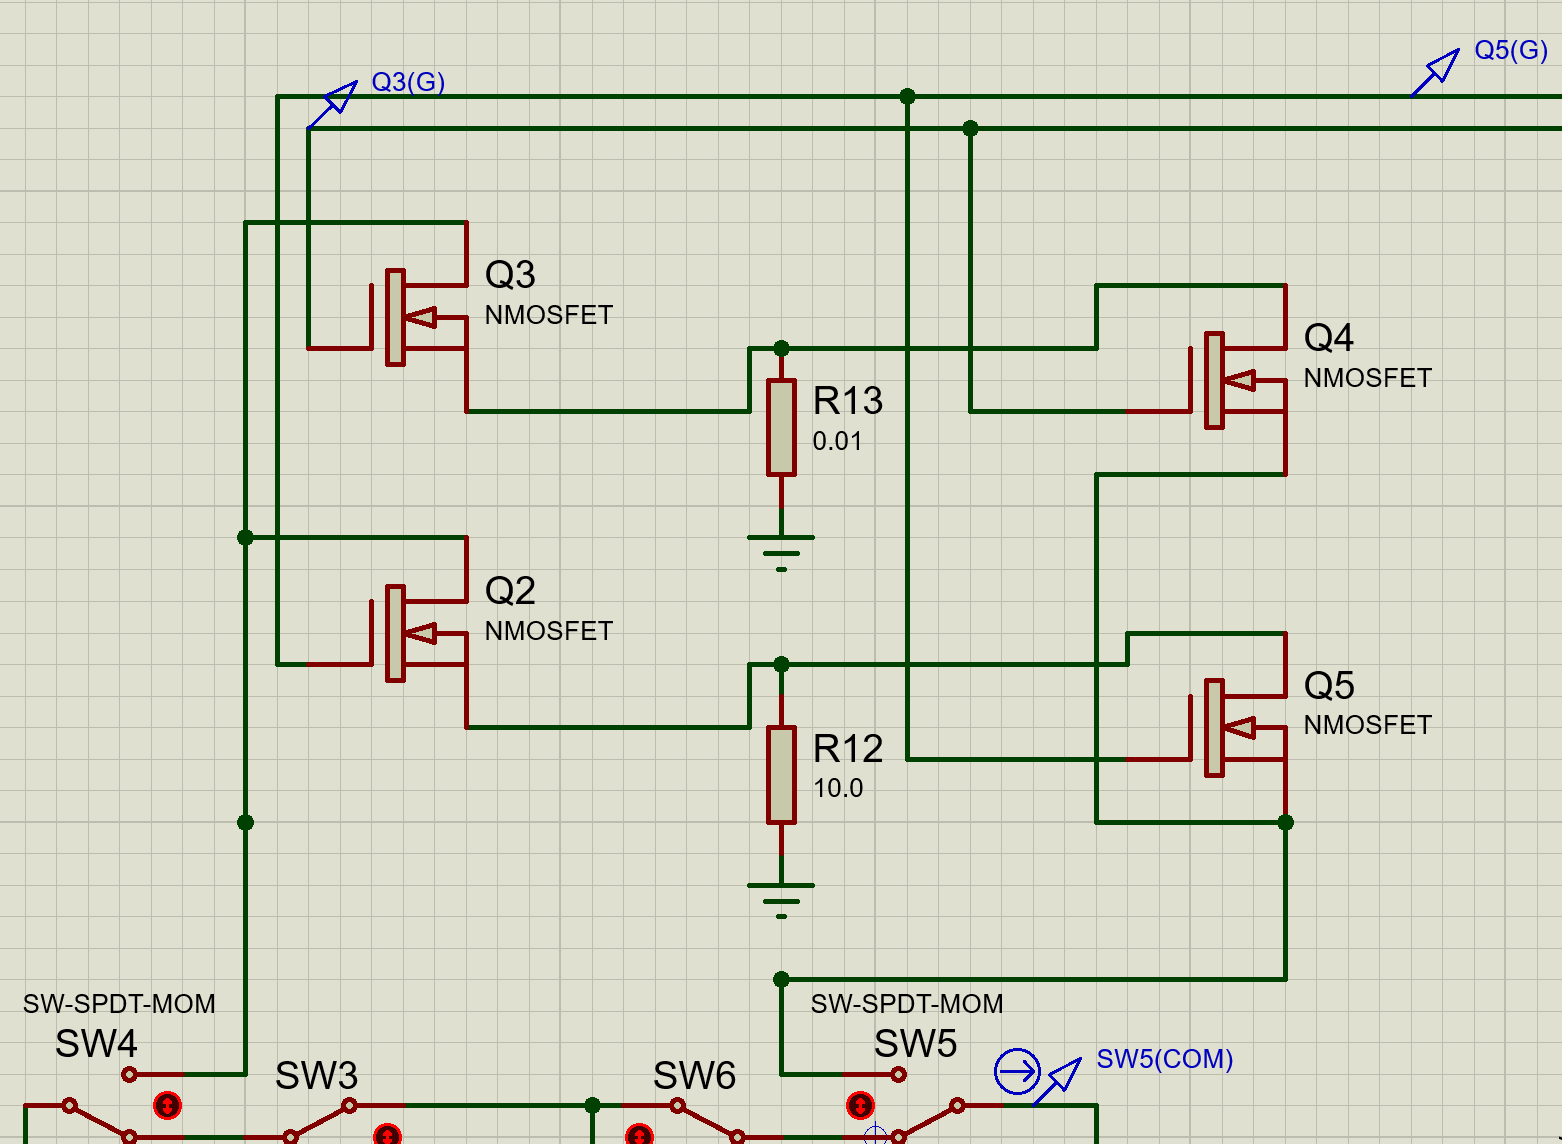 Q5(G)
Q3(G)
Q3
NMOSFET
Q4
NMOSFET
R13
0.01
Q2
NMOSFET
Q5
NMOSFET
R12
10.0
SW-SPDT-MOM
SW4
SW3
SW-SPDT-MOM
SW5
SW6
SW5(COM)